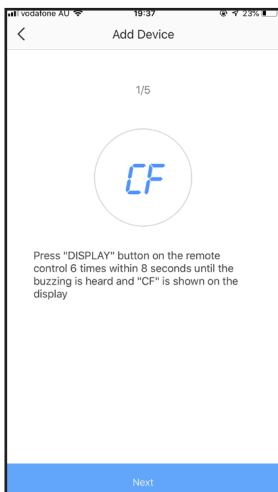 vodafone AU 19:37 23%
Add Device
1/5
CF
Press "DISPLAY" button on the remote
control 6 times within 8 seconds until the
buzzing is heard and "CF" is shown on the
display
Next